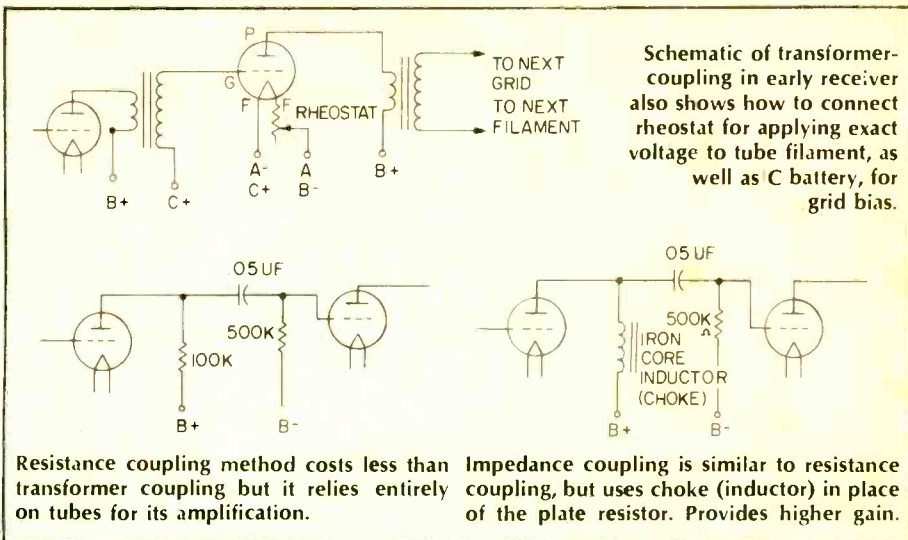 P
G
F
F
RHEOSTAT
TO NEXT
GRID
TO NEXT
FILAMENT
A-
C+
A
B-
B+
B+
C+
Schematic of transformer-
coupling in early receiver
also shows how to connect
rheostat for applying exact
voltage to tube filament, as
well as C battery, for
grid bias.
05UF
500K
100K
B+
B-
05UF
500K
Ω
IRON
CORE
INDUCTOR
(CHOKE)
B+
B-
Resistance coupling method costs less than
transformer coupling but it relies entirely
on tubes for its amplification.
Impedance coupling is similar to resistance
coupling, but uses choke (inductor) in place
of the plate resistor. Provides higher gain.